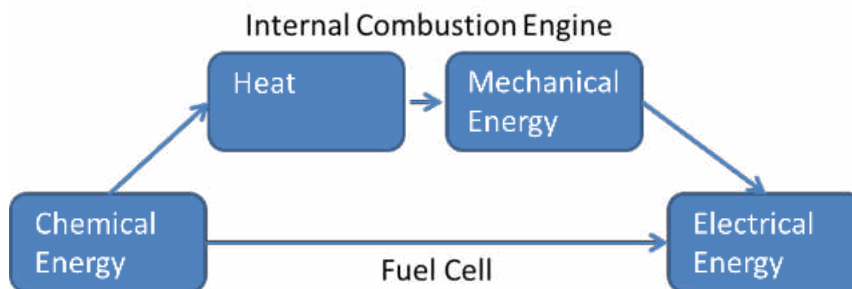 Internal Combustion Engine
Heat
Mechanical
Energy
Chemical
Energy
Electrical
Energy
Fuel Cell